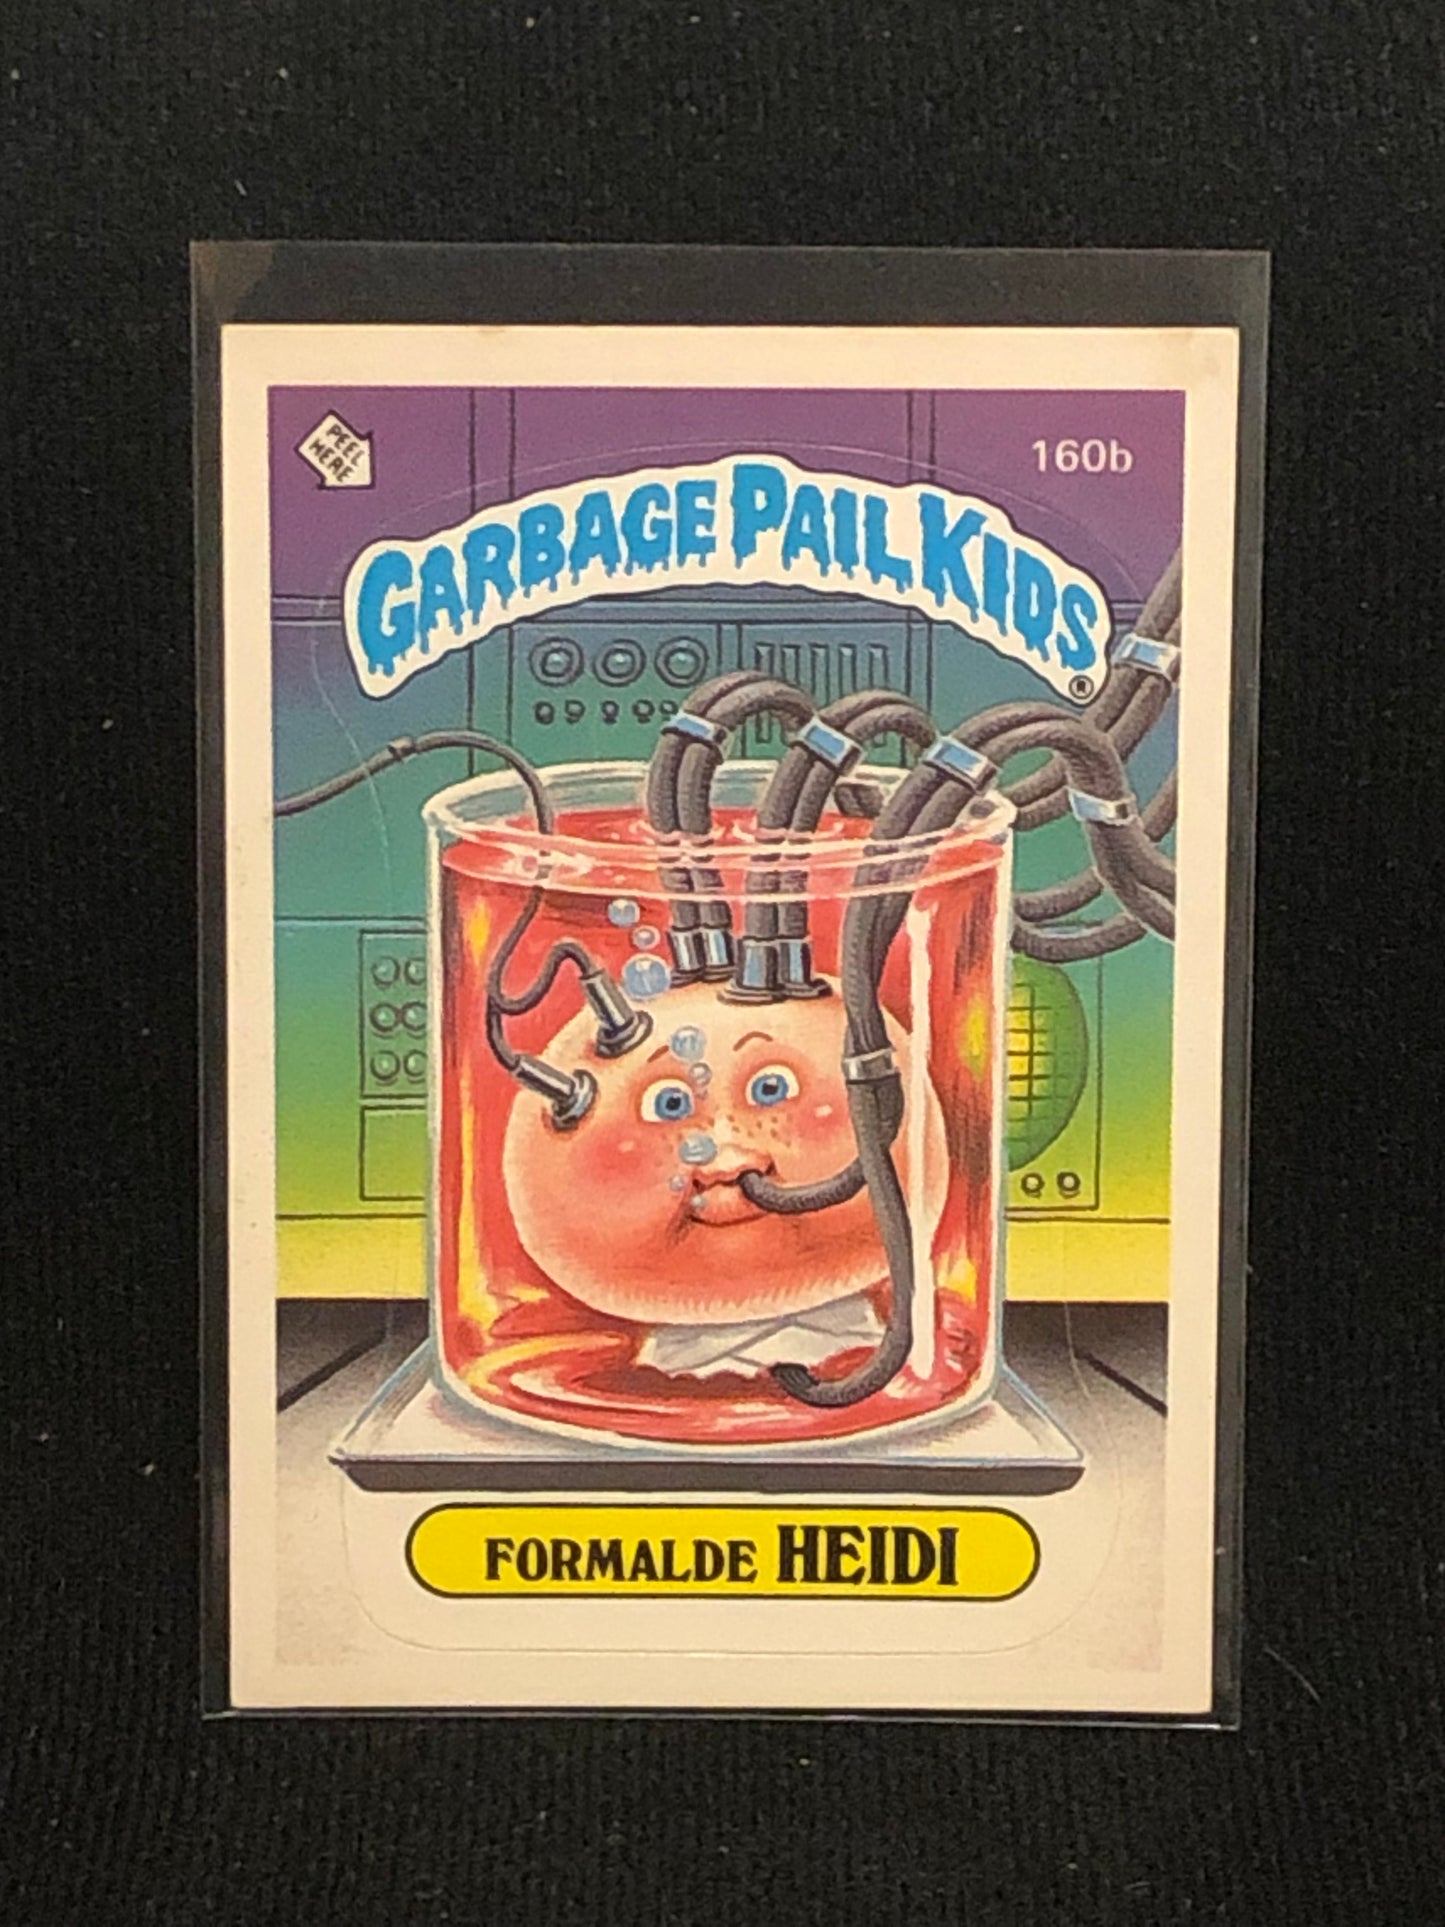 PEEL
HERE
160b
GARBAGE PAIL KIDS
®
FORMALDE HEIDI